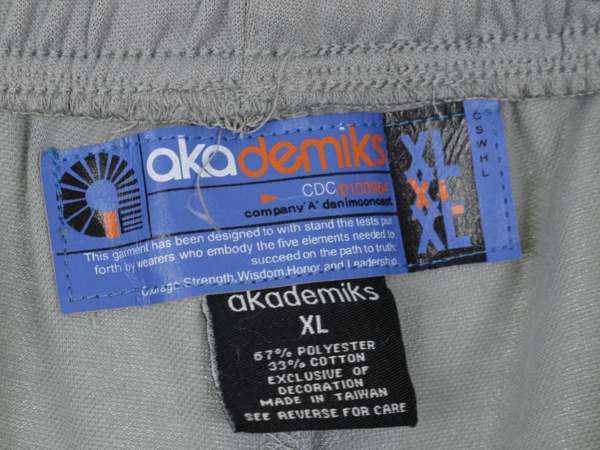 akademiks
CDC/0100964
company 'A' denimconcept
This garment has been designed to with stand the tests put
forth by wearers who embody the five elements needed to
succeed on the path to truth:
Courage, Strength, Wisdom, Honor and Leadership.
XL
XL
XL
CSWHL
akademiks
XL
67% POLYESTER
33% COTTON
EXCLUSIVE OF
DECORATION
MADE IN TAIWAN
SEE REVERSE FOR CARE